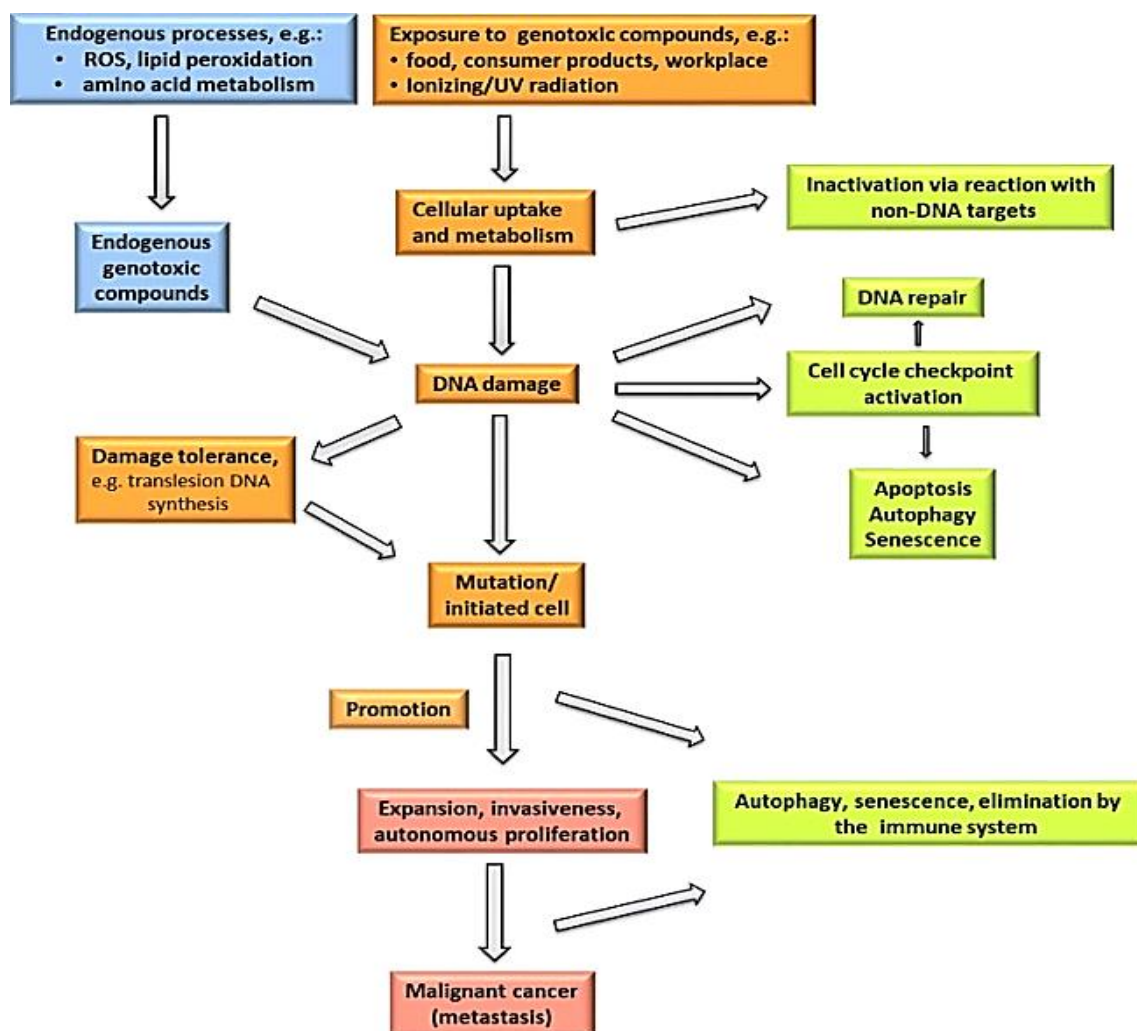 Endogenous processes, e.g.:
• ROS, lipid peroxidation
• amino acid metabolism
Exposure to genotoxic compounds, e.g.:
• food, consumer products, workplace
• Ionizing/UV radiation
Cellular uptake
and metabolism
Inactivation via reaction with
non-DNA targets
Endogenous
genotoxic
compounds
DNA repair
DNA damage
Cell cycle checkpoint
activation
Damage tolerance,
e.g. translesion DNA
synthesis
Apoptosis
Autophagy
Senescence
Mutation/
initiated cell
Promotion
Expansion, invasiveness,
autonomous proliferation
Autophagy, senescence, elimination by
the immune system
Malignant cancer
(metastasis)